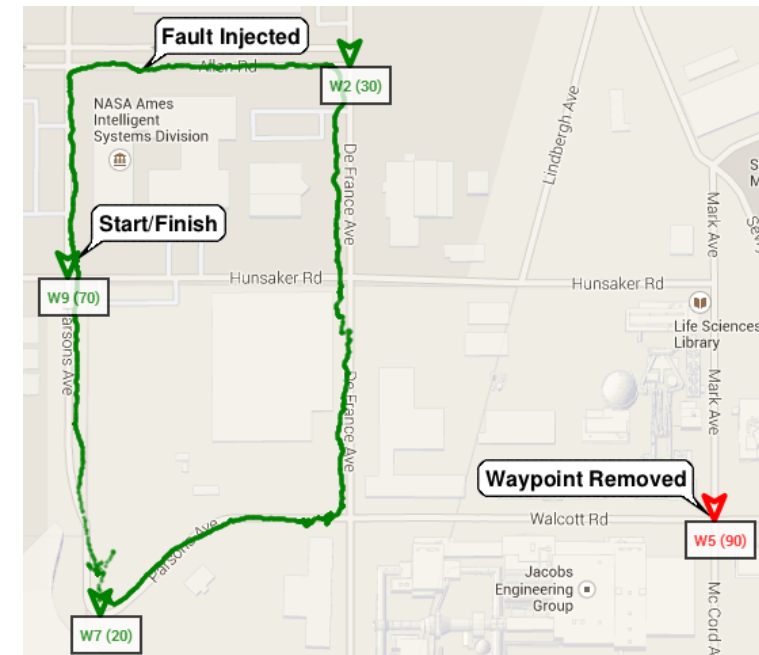 Fault Injected
Allen Rd
W2 (30)
NASA Ames
Intelligent
Systems Division
De France Ave
Lindbergh Ave
Mark Ave
Start/Finish
Hunsaker Rd
Hunsaker Rd
W9 (70)
Parsons Ave
Life Sciences
Library
De France Ave
Mark Ave
Waypoint Removed
Parsons Ave
Walcott Rd
W5 (90)
Jacobs
Engineering
Group
W7 (20)